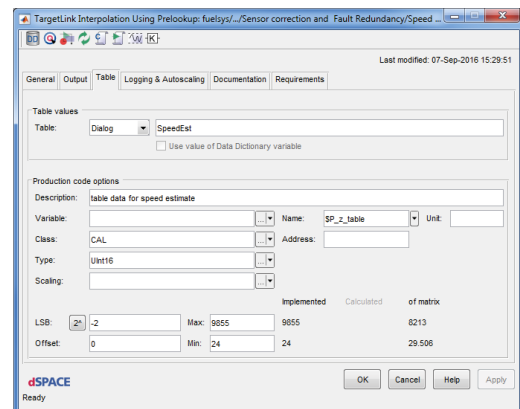 TargetLink Interpolation Using Prelookup: fuelsys/.../Sensor correction and Fault Redundancy/Speed ...
Last modified: 07-Sep-2016 15:29:51
General Output Table Logging & Autoscaling Documentation Requirements
Table values
Table: Dialog SpeedEst
Use value of Data Dictionary variable
Production code options
Description: table data for speed estimate
Variable: ... Name: $P_z_table Unit:
Class: CAL ... Address:
Type: UInt16 ...
Scaling: ...
Implemented Calculated of matrix
LSB: 2^ -2 Max: 9855 9855 8213
Offset: 0 Min: 24 24 29.506
dSPACE OK Cancel Help Apply
Ready